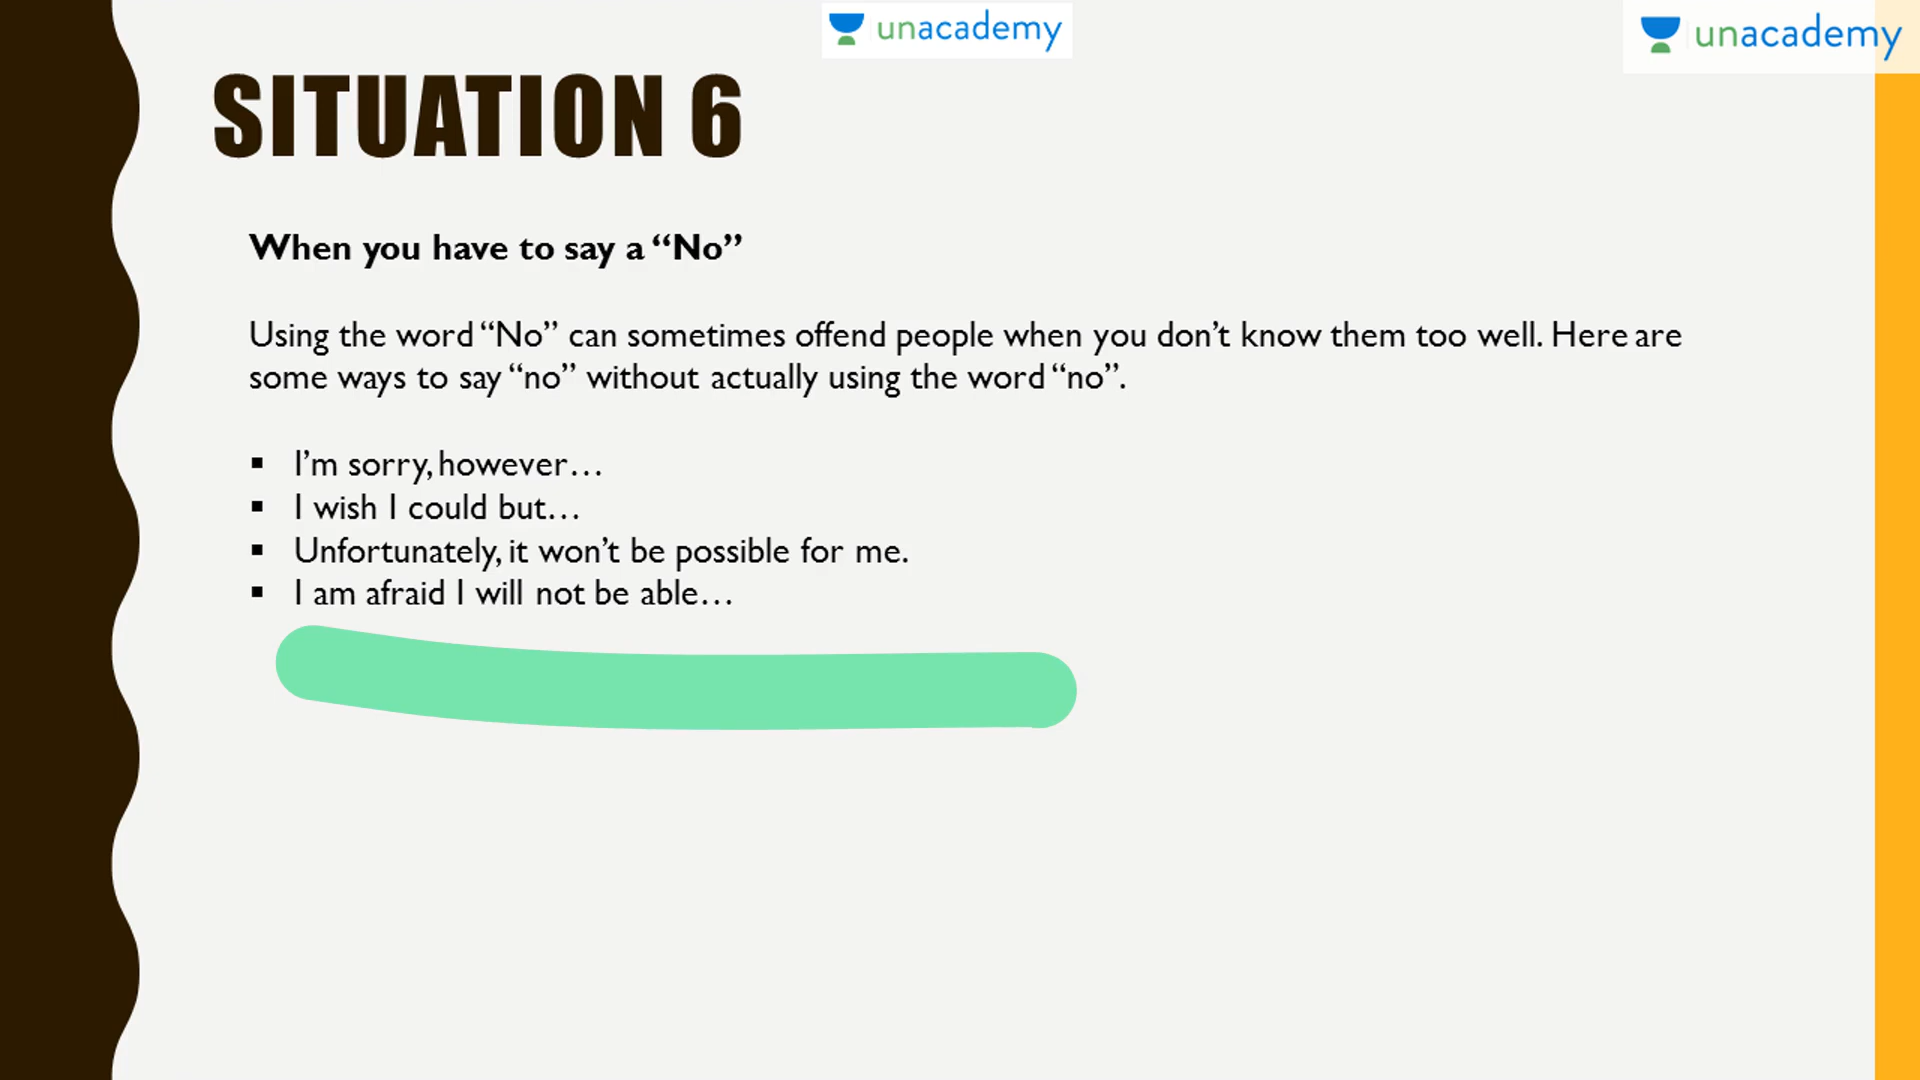 unacademy
unacademy
SITUATION 6
When you have to say a “No”
Using the word “No” can sometimes offend people when you don’t know them too well. Here are
some ways to say “no” without actually using the word “no”.
▪ I’m sorry, however…
▪ I wish I could but…
▪ Unfortunately, it won’t be possible for me.
▪ I am afraid I will not be able…